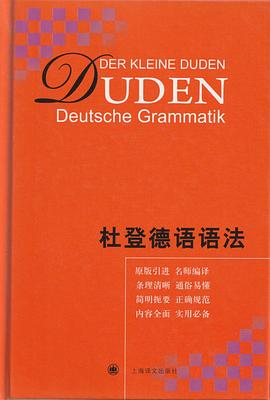 DER KLEINE DUDEN
DUDEN
Deutsche Grammatik
杜登德语语法
原版引进 名师编译
条理清晰 通俗易懂
简明扼要 正确规范
内容全面 实用必备
上海译文出版社